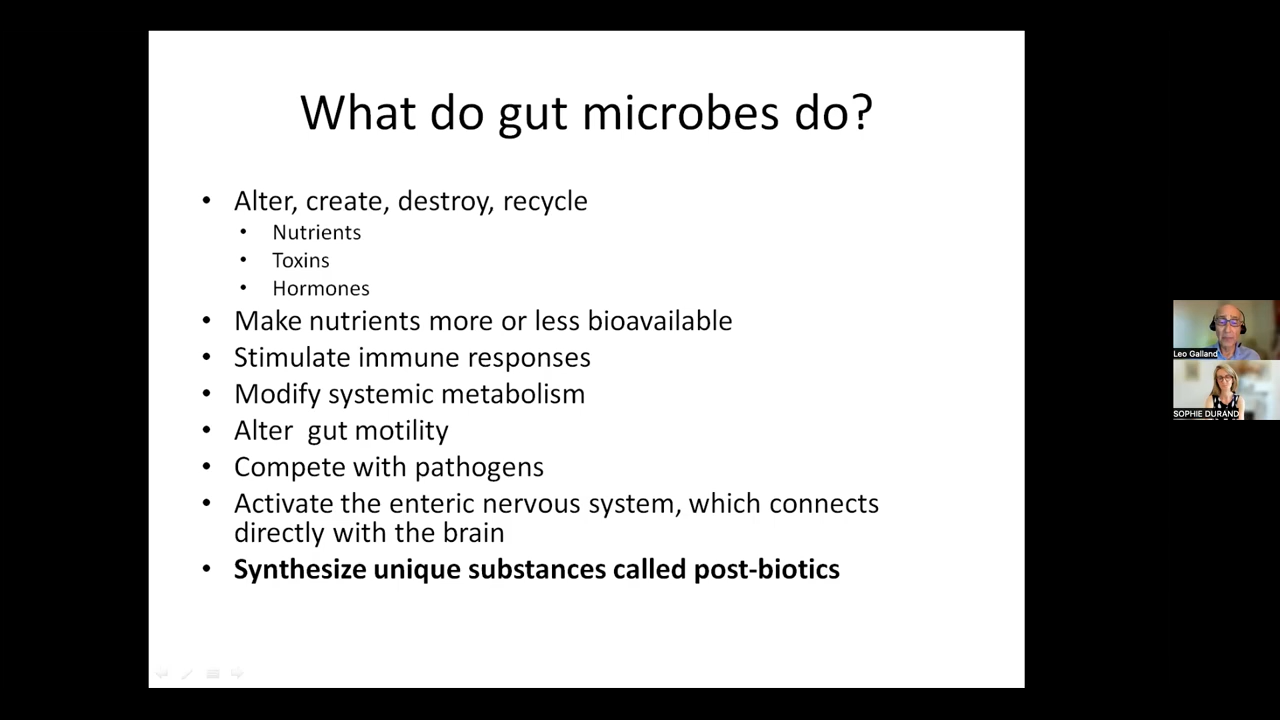 What do gut microbes do?
• Alter, create, destroy, recycle
• Nutrients
• Toxins
• Hormones
• Make nutrients more or less bioavailable
• Stimulate immune responses
• Modify systemic metabolism
• Alter  gut motility
• Compete with pathogens
• Activate the enteric nervous system, which connects
directly with the brain
• Synthesize unique substances called post-biotics
Leo Galland
SOPHIE DURAND